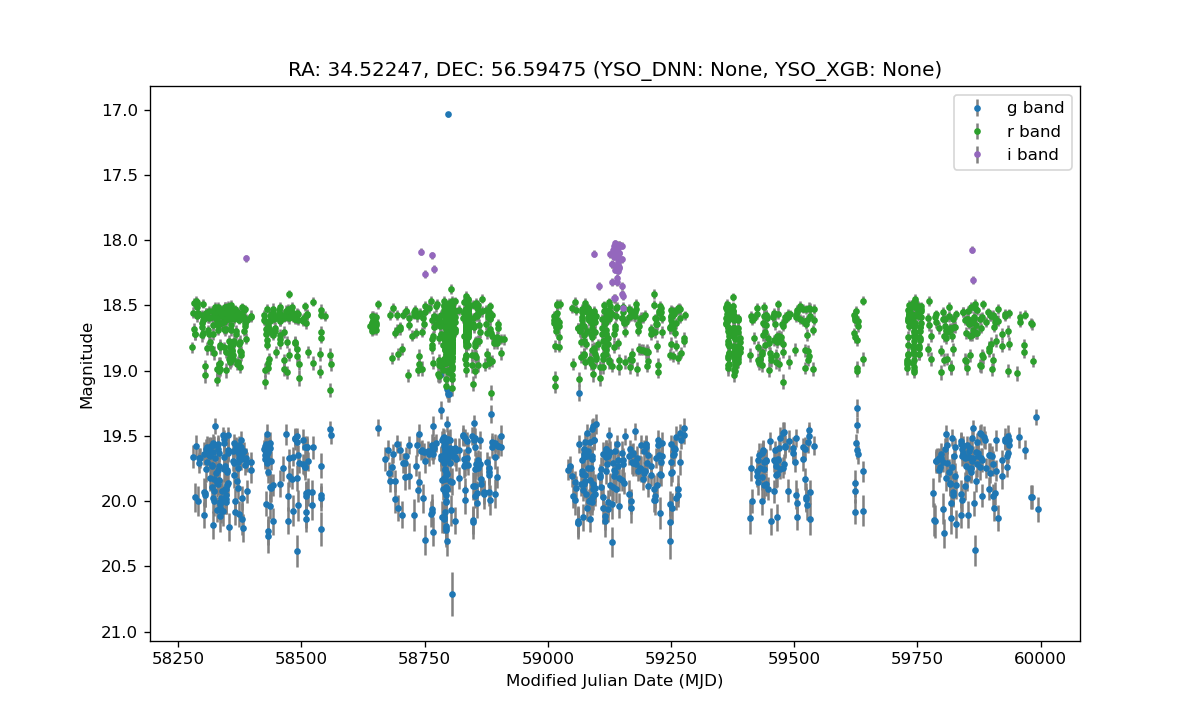 RA: 34.52247, DEC: 56.59475 (YSO_DNN: None, YSO_XGB: None)
g band
r band
i band
17.0
17.5
18.0
18.5
19.0
19.5
20.0
20.5
21.0
Magnitude
58250 58500 58750 59000 59250 59500 59750 60000
Modified Julian Date (MJD)